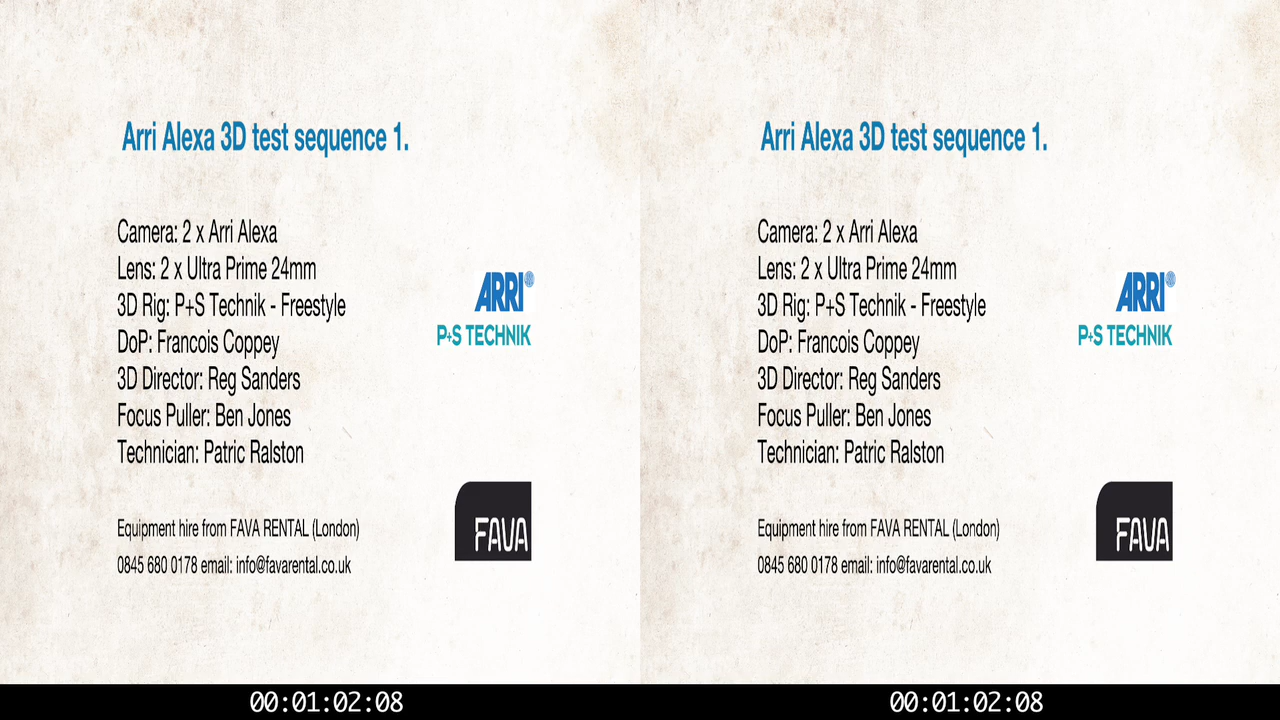 Arri Alexa 3D test sequence 1.
Camera: 2 x Arri Alexa
Lens: 2 x Ultra Prime 24mm
3D Rig: P+S Technik - Freestyle
DoP: Francois Coppey
3D Director: Reg Sanders
Focus Puller: Ben Jones
Technician: Patric Ralston
ARRI®
P+S TECHNIK
FAVA
Equipment hire from FAVA RENTAL (London)
0845 680 0178 email: info@favarental.co.uk
00:01:02:08
Arri Alexa 3D test sequence 1.
Camera: 2 x Arri Alexa
Lens: 2 x Ultra Prime 24mm
3D Rig: P+S Technik - Freestyle
DoP: Francois Coppey
3D Director: Reg Sanders
Focus Puller: Ben Jones
Technician: Patric Ralston
ARRI®
P+S TECHNIK
FAVA
Equipment hire from FAVA RENTAL (London)
0845 680 0178 email: info@favarental.co.uk
00:01:02:08